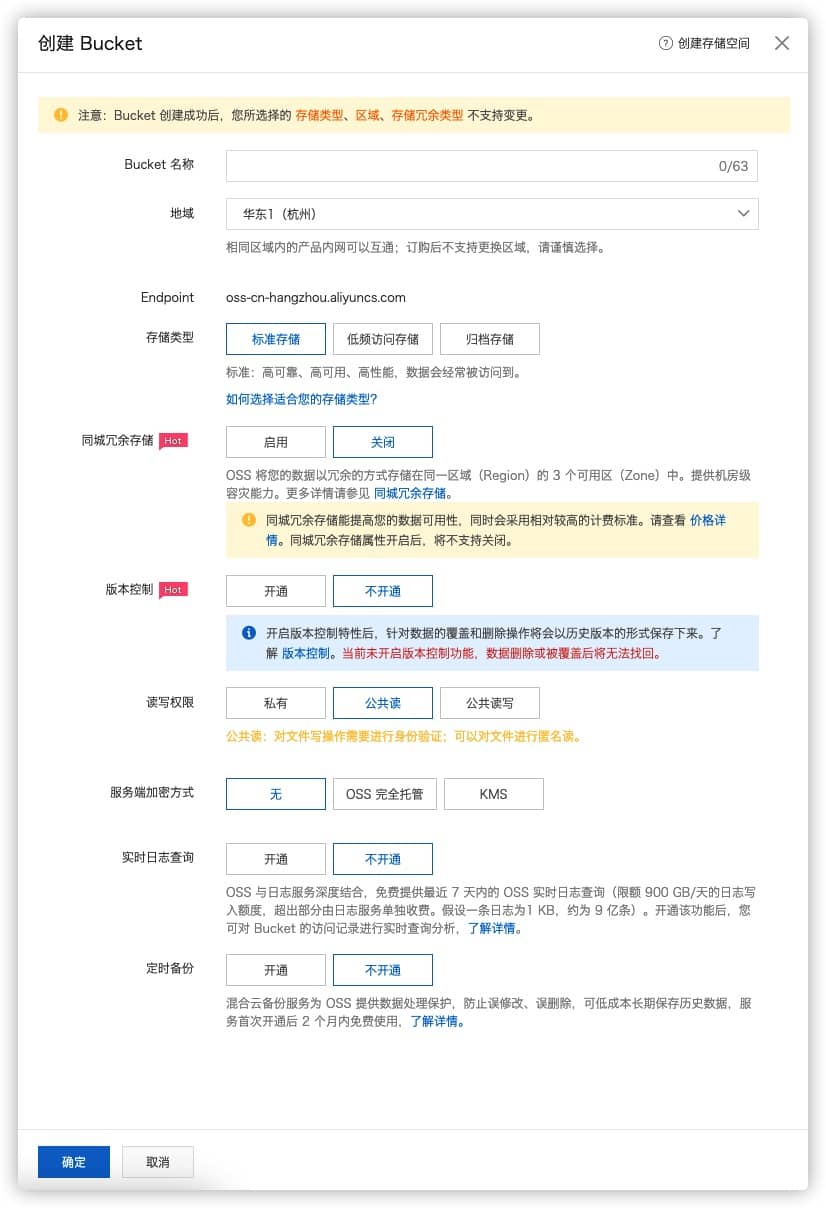 创建 Bucket
? 创建存储空间
注意：Bucket 创建成功后，您所选择的 存储类型、区域、存储冗余类型 不支持变更。
Bucket 名称
0/63
地域
华东1（杭州）
相同区域内的产品内网可以互通；订购后不支持更换区域，请谨慎选择。
Endpoint
oss-cn-hangzhou.aliyuncs.com
存储类型
标准存储 低频访问存储 归档存储
标准：高可靠、高可用、高性能，数据会经常被访问到。
如何选择适合您的存储类型？
同城冗余存储 Hot
启用 关闭
OSS 将您的数据以冗余的方式存储在同一区域（Region）的 3 个可用区（Zone）中。提供机房级
容灾能力。更多详情请参见 同城冗余存储。
同城冗余存储能提高您的数据可用性，同时会采用相对较高的计费标准。请查看 价格详
情。同城冗余存储属性开启后，将不支持关闭。
版本控制 Hot
开通 不开通
开启版本控制特性后，针对数据的覆盖和删除操作将会以历史版本的形式保存下来。了
解 版本控制。当前未开启版本控制功能，数据删除或被覆盖后将无法找回。
读写权限
私有 公共读 公共读写
公共读：对文件写操作需要进行身份验证；可以对文件进行匿名读。
服务端加密方式
无 OSS 完全托管 KMS
实时日志查询
开通 不开通
OSS 与日志服务深度结合，免费提供最近 7 天内的 OSS 实时日志查询（限额 900 GB/天的日志写
入额度，超出部分由日志服务单独收费。假设一条日志为1 KB，约为 9 亿条）。开通该功能后，您
可对 Bucket 的访问记录进行实时查询分析，了解详情。
定时备份
开通 不开通
混合云备份服务为 OSS 提供数据处理保护，防止误修改、误删除，可低成本长期保存历史数据，服
务首次开通后 2 个月内免费使用，了解详情。
确定 取消